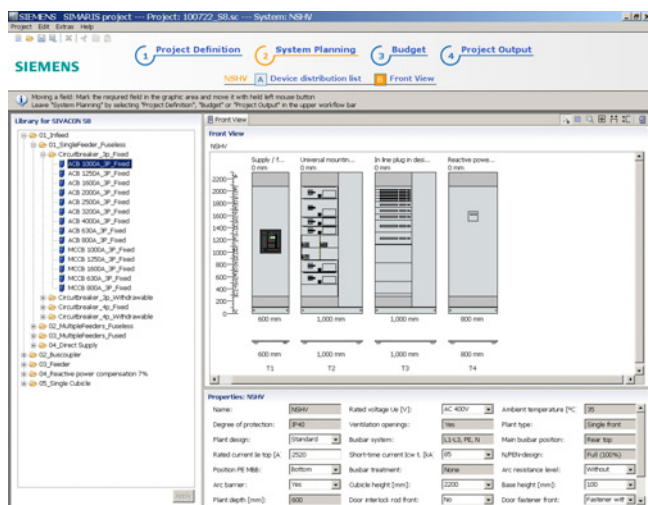 SIEMENS SIMARIS project --- Project: 100722_S8.sc --- System: NSHV
Project Edit Extras Help
SIEMENS
1 Project Definition 2 System Planning 3 Budget 4 Project Output
NSHV A Device distribution list B Front View
Moving a field: Mark the required field in the graphic area and move it with held left mouse button
Leave "System Planning" by selecting "Project Definition", "Budget" or "Project Output" in the upper workflow bar
Library for SIVACON S8
01_Infeed
01_SingleFeeder_Fuseless
Circuitbreaker_3p_Fixed
ACB 1000A_3P_Fixed
ACB 1250A_3P_Fixed
ACB 1600A_3P_Fixed
ACB 2000A_3P_Fixed
ACB 2500A_3P_Fixed
ACB 3200A_3P_Fixed
ACB 4000A_3P_Fixed
ACB 630A_3P_Fixed
ACB 800A_3P_Fixed
MCCB 1000A_3P_Fixed
MCCB 1250A_3P_Fixed
MCCB 1600A_3P_Fixed
MCCB 630A_3P_Fixed
MCCB 800A_3P_Fixed
Circuitbreaker_3p_Withdrawable
Circuitbreaker_4p_Fixed
Circuitbreaker_4p_Withdrawable
02_MultipleFeeders_Fuseless
03_MultipleFeeders_Fused
04_Direct Supply
02_Buscoupler
03_Feeder
04_Reactive power compensation 7%
05_Single Cubicle
Apply
Front View
Front View
NSHV
Supply / f... Universal mountin... In line plug in desi... Reactive powe...
0 mm 0 mm 0 mm 0 mm
2200
2000
1800
1600
1400
1200
1000
800
600
400
200
0
600 mm 1,000 mm 1,000 mm 800 mm
600 mm 1,000 mm 1,000 mm 800 mm
T1 T2 T3 T4
Properties: NSHV
Name: NSHV Rated voltage Ue [V]: AC 400V Ambient temperature [°C 35
Degree of protection: IP40 Ventilation openings: Yes Plant type: Single front
Plant design: Standard Busbar system: L1-L3, PE, N Main busbar position: Rear top
Rated current Ie top [A 2520 Short-time current Icw t. [kA 65 N/PEN-design: Full (100%)
Position PE MBB: Bottom Busbar treatment: None Arc resistance level: Without
Arc barrier: Yes Cubicle height [mm]: 2200 Base height [mm]: 100
Plant depth [mm]: 600 Door interlock rod front: No Door fastener front: Fastener with